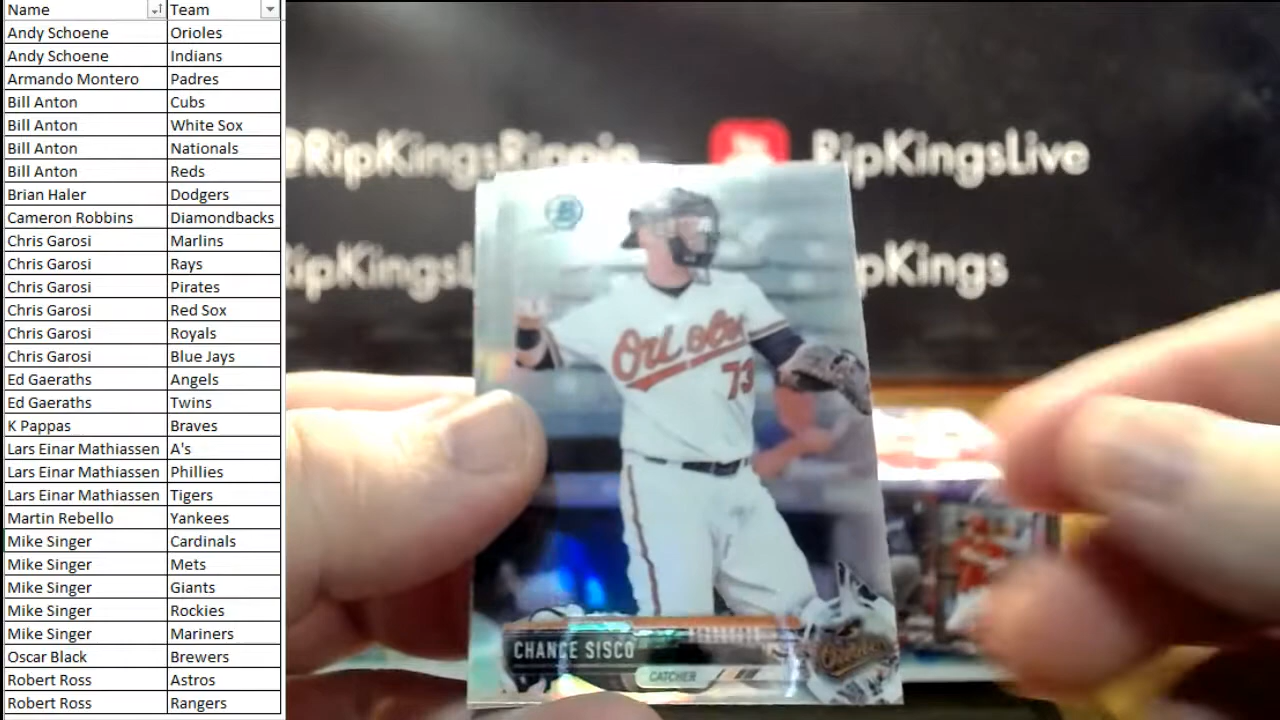 Name Team
Andy Schoene Orioles
Andy Schoene Indians
Armando Montero Padres
Bill Anton Cubs
Bill Anton White Sox
Bill Anton Nationals
Bill Anton Reds
Brian Haler Dodgers
Cameron Robbins Diamondbacks
Chris Garosi Marlins
Chris Garosi Rays
Chris Garosi Pirates
Chris Garosi Red Sox
Chris Garosi Royals
Chris Garosi Blue Jays
Ed Gaeraths Angels
Ed Gaeraths Twins
K Pappas Braves
Lars Einar Mathiassen A's
Lars Einar Mathiassen Phillies
Lars Einar Mathiassen Tigers
Martin Rebello Yankees
Mike Singer Cardinals
Mike Singer Mets
Mike Singer Giants
Mike Singer Rockies
Mike Singer Mariners
Oscar Black Brewers
Robert Ross Astros
Robert Ross Rangers
@RipKingsRippin RipKingsLive
ipKingsL pKings
B
Orioles
73
CHANCE SISCO
CATCHER
Orioles